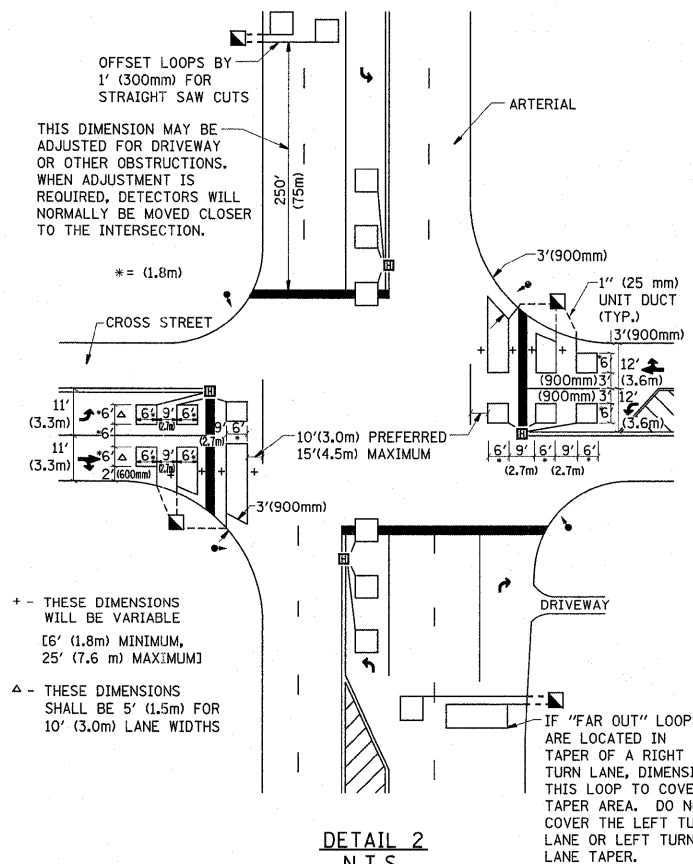 OFFSET LOOPS BY
1' (300mm) FOR
STRAIGHT SAW CUTS
THIS DIMENSION MAY BE
ADJUSTED FOR DRIVEWAY
OR OTHER OBSTRUCTIONS.
WHEN ADJUSTMENT IS
REQUIRED, DETECTORS WILL
NORMALLY BE MOVED CLOSER
TO THE INTERSECTION.
250'
(75m)
ARTERIAL
* = (1.8m)
H
3'(900mm)
1" (25 mm)
UNIT DUCT
(TYP.)
CROSS STREET
3'(900mm)
+ + +
*6'
12'
(3.6m)
(900mm) 3'
(900mm) 3'
*6'
12'
(3.6m)
H
6' 9' 6' 9' 6'
* * *
(2.7m) (2.7m)
H
11'
(3.3m)
*6' Δ 6' 9' 6'
(2.7m)
9' 6'
(2.7m) *
*6'
11'
(3.3m)
*6' Δ 6' 9' 6'
(2.7m)
+ + +
2' (600mm)
10'(3.0m) PREFERRED
15'(4.5m) MAXIMUM
3'(900mm)
H
DRIVEWAY
+ - THESE DIMENSIONS
WILL BE VARIABLE
[6' (1.8m) MINIMUM,
25' (7.6 m) MAXIMUM]
Δ - THESE DIMENSIONS
SHALL BE 5' (1.5m) FOR
10' (3.0m) LANE WIDTHS
IF "FAR OUT" LOOPS
ARE LOCATED IN
TAPER OF A RIGHT
TURN LANE, DIMENSI
THIS LOOP TO COVE
TAPER AREA. DO N
COVER THE LEFT TU
LANE OR LEFT TURN
LANE TAPER.
DETAIL 2
N.T.S.